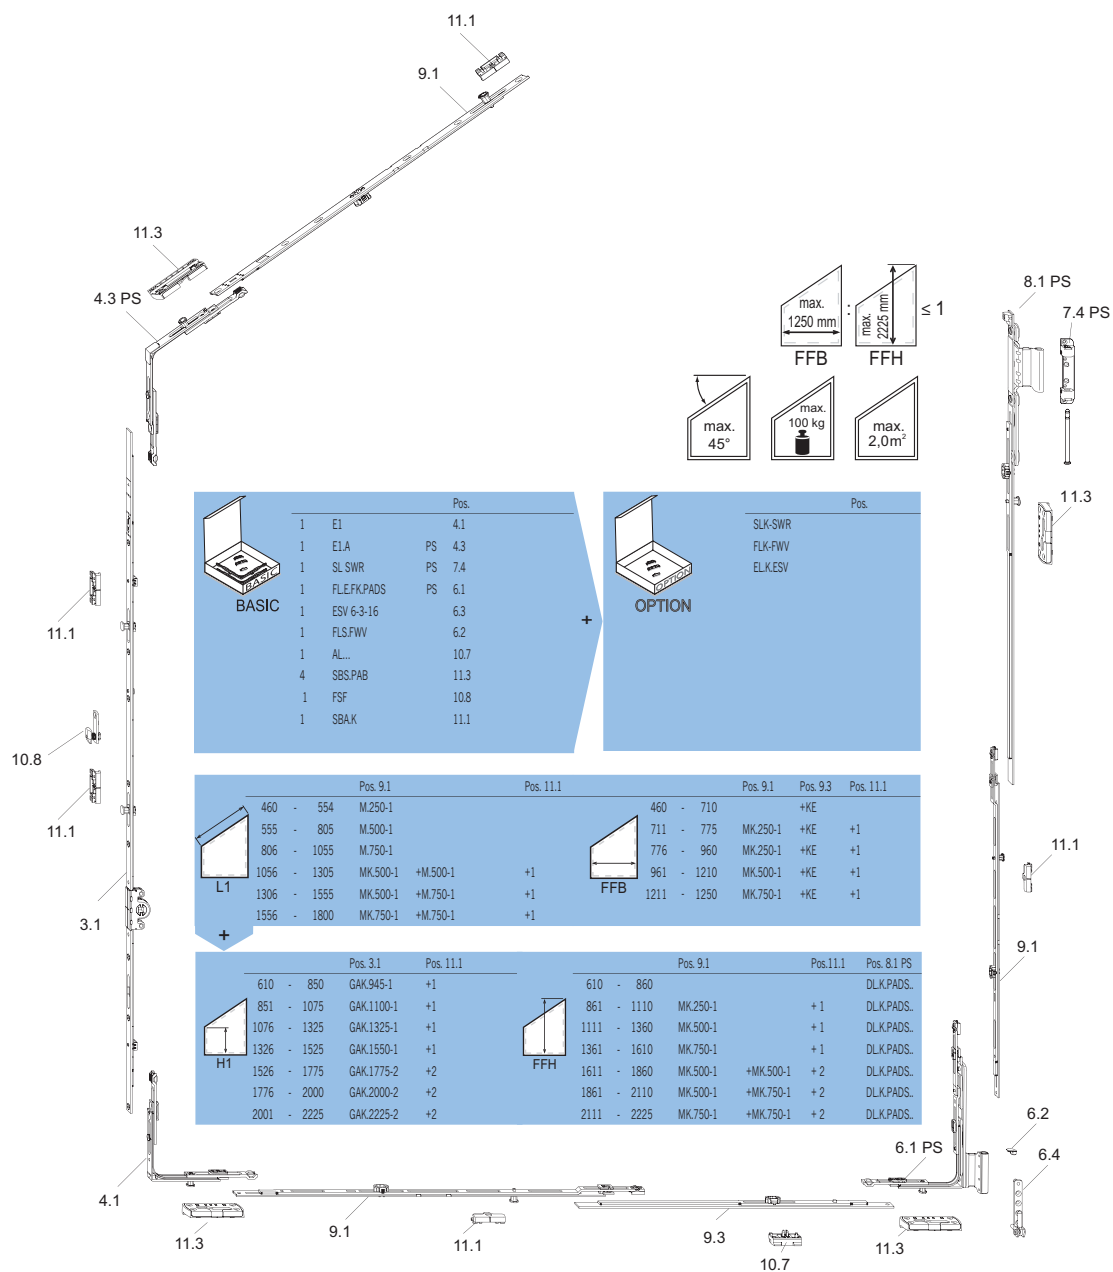 11.1
9.1
11.3
4.3 PS
8.1 PS
7.4 PS
max.
1250 mm
:
max.
2225 mm
≤ 1
FFB
FFH
max.
45°
max.
100 kg
max.
2,0m²
11.3
BASIC
BASIC
Pos.
1 E1 4.1
1 E1.A PS 4.3
1 SL SWR PS 7.4
1 FL.E.FK.PADS PS 6.1
1 ESV 6-3-16 6.3
1 FLS.FWV 6.2
1 AL... 10.7
4 SBS.PAB 11.3
1 FSF 10.8
1 SBA.K 11.1
+
OPTION
OPTION
Pos.
SLK-SWR
FLK-FWV
EL.K.ESV
11.1
10.8
11.1
3.1
Pos. 9.1 Pos. 11.1
460 - 554 M.250-1
555 - 805 M.500-1
806 - 1055 M.750-1
1056 - 1305 MK.500-1 +M.500-1 +1
1306 - 1555 MK.500-1 +M.750-1 +1
1556 - 1800 MK.750-1 +M.750-1 +1
L1
+
Pos. 9.1 Pos. 9.3 Pos. 11.1
460 - 710 +KE
711 - 775 MK.250-1 +KE +1
776 - 960 MK.250-1 +KE +1
961 - 1210 MK.500-1 +KE +1
1211 - 1250 MK.750-1 +KE +1
FFB
11.1
9.1
Pos. 3.1 Pos. 11.1
610 - 850 GAK.945-1 +1
851 - 1075 GAK.1100-1 +1
1076 - 1325 GAK.1325-1 +1
1326 - 1525 GAK.1550-1 +1
1526 - 1775 GAK.1775-2 +2
1776 - 2000 GAK.2000-2 +2
2001 - 2225 GAK.2225-2 +2
H1
Pos. 9.1 Pos.11.1 Pos. 8.1 PS
610 - 860 DL.K.PADS..
861 - 1110 MK.250-1 + 1 DL.K.PADS..
1111 - 1360 MK.500-1 + 1 DL.K.PADS..
1361 - 1610 MK.750-1 + 1 DL.K.PADS..
1611 - 1860 MK.500-1 +MK.500-1 + 2 DL.K.PADS..
1861 - 2110 MK.500-1 +MK.750-1 + 2 DL.K.PADS..
2111 - 2225 MK.750-1 +MK.750-1 + 2 DL.K.PADS..
FFH
6.2
6.1 PS
6.4
4.1
11.3
9.1
11.1
9.3
10.7
11.3